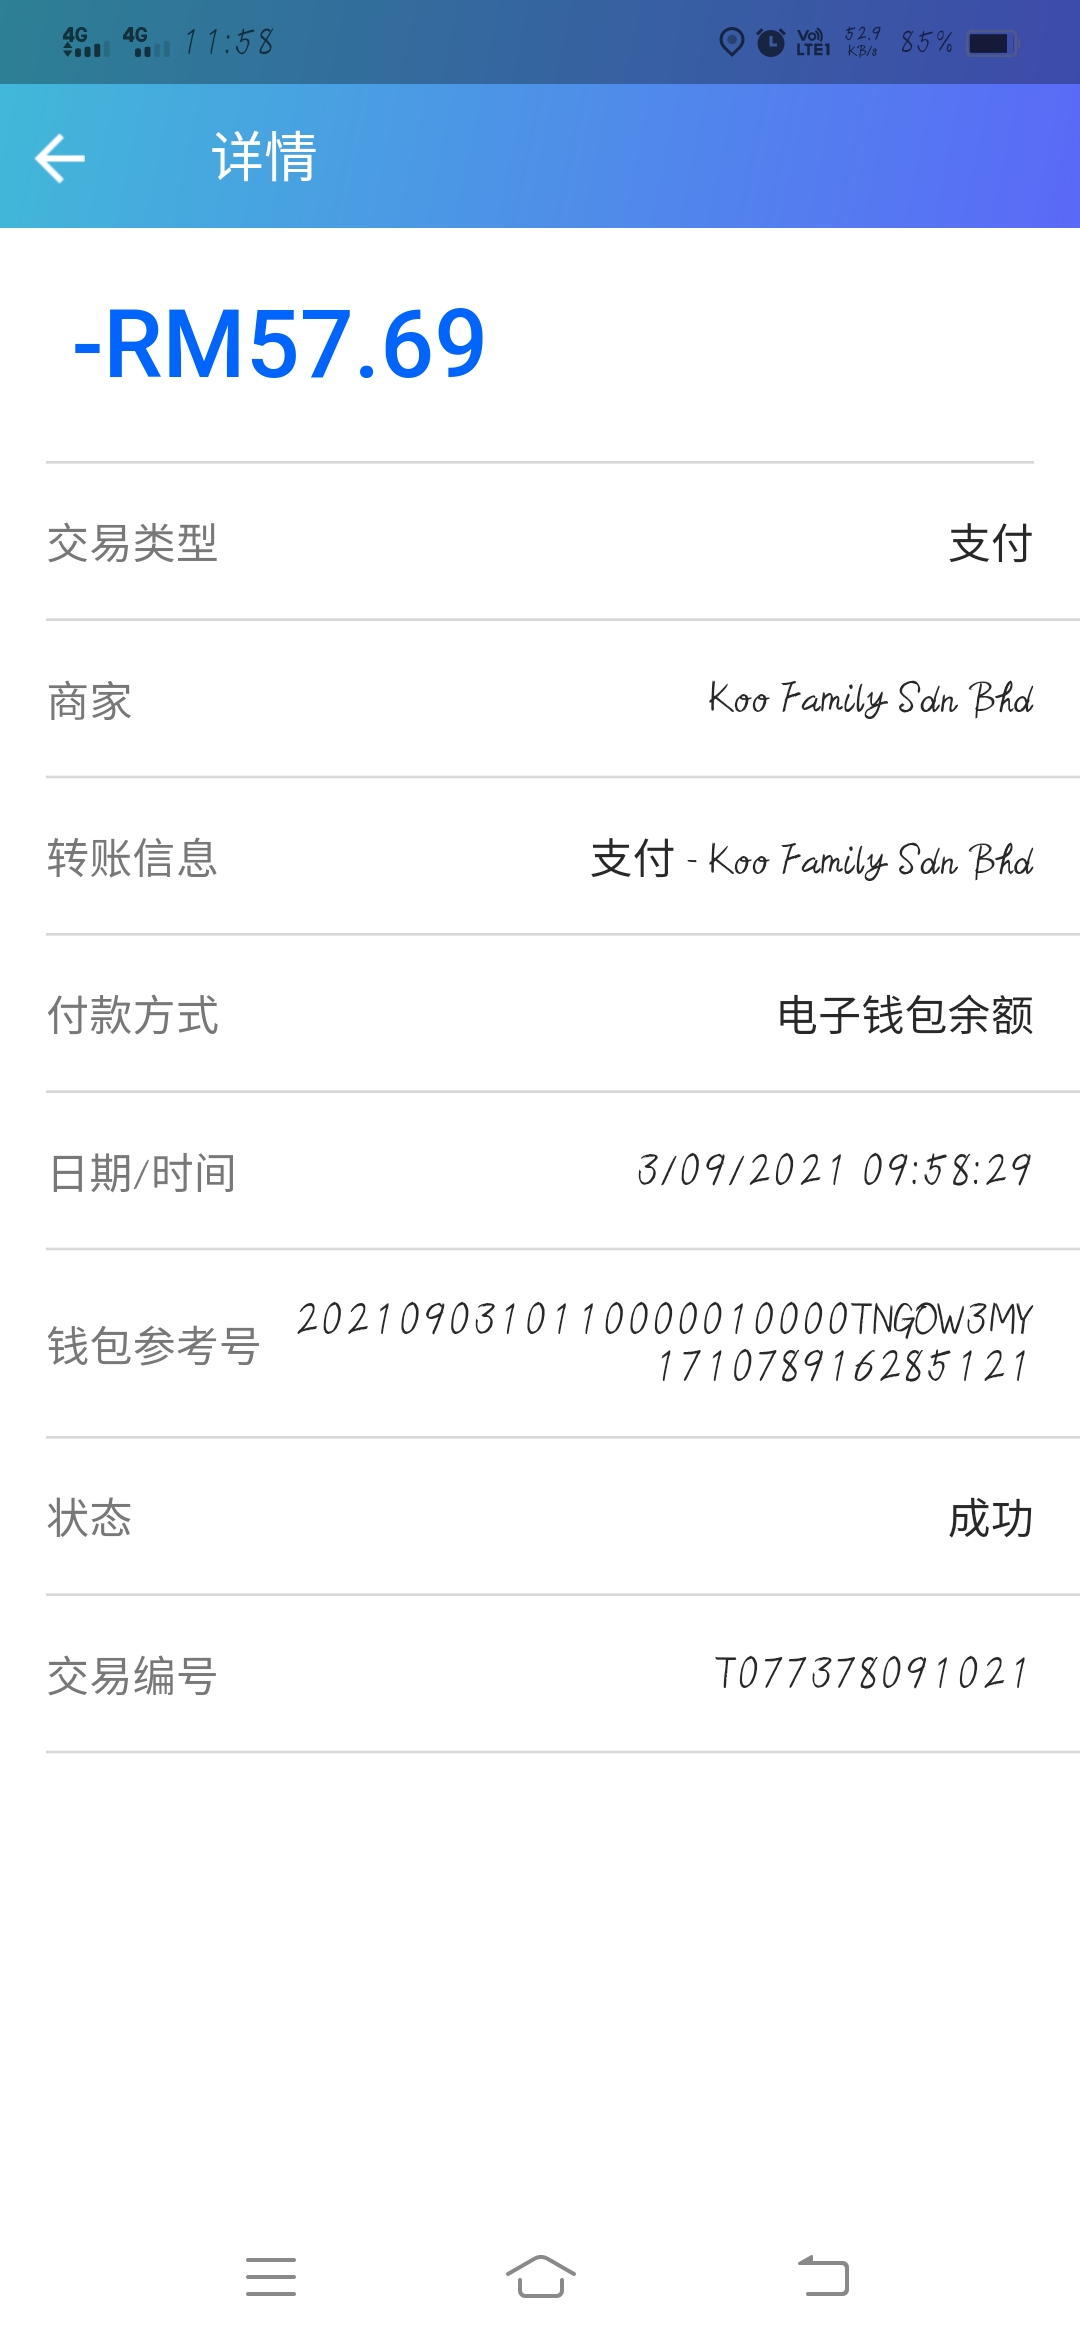 4G 4G 11:58 Vo)) LTE1 52.9 KB/s 85%
详情
-RM57.69
交易类型 支付
商家 Koo Family Sdn Bhd
转账信息 支付 - Koo Family Sdn Bhd
付款方式 电子钱包余额
日期/时间 3/09/2021 09:58:29
钱包参考号 20210903101110000010000TNGOW3MY
171078916285121
状态 成功
交易编号 T077378091021